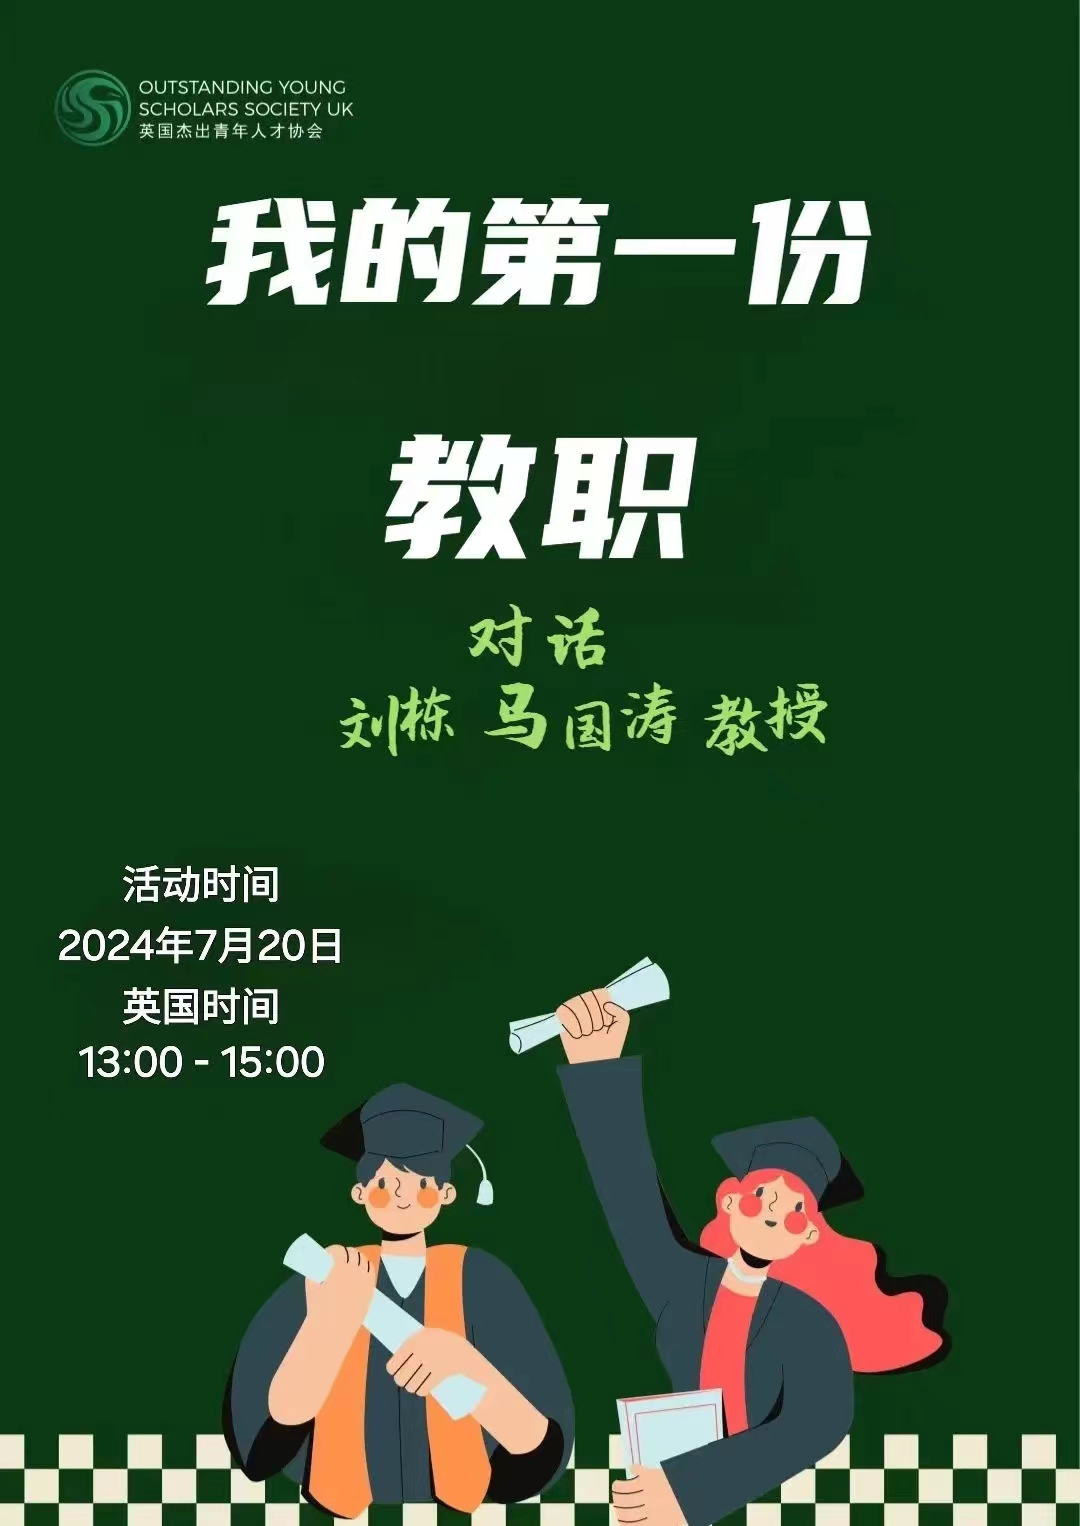 OUTSTANDING YOUNG
SCHOLARS SOCIETY UK
英国杰出青年人才协会
我的第一份
教职
对话
刘栋 马国涛 教授
活动时间
2024年7月20日
英国时间
13:00 - 15:00